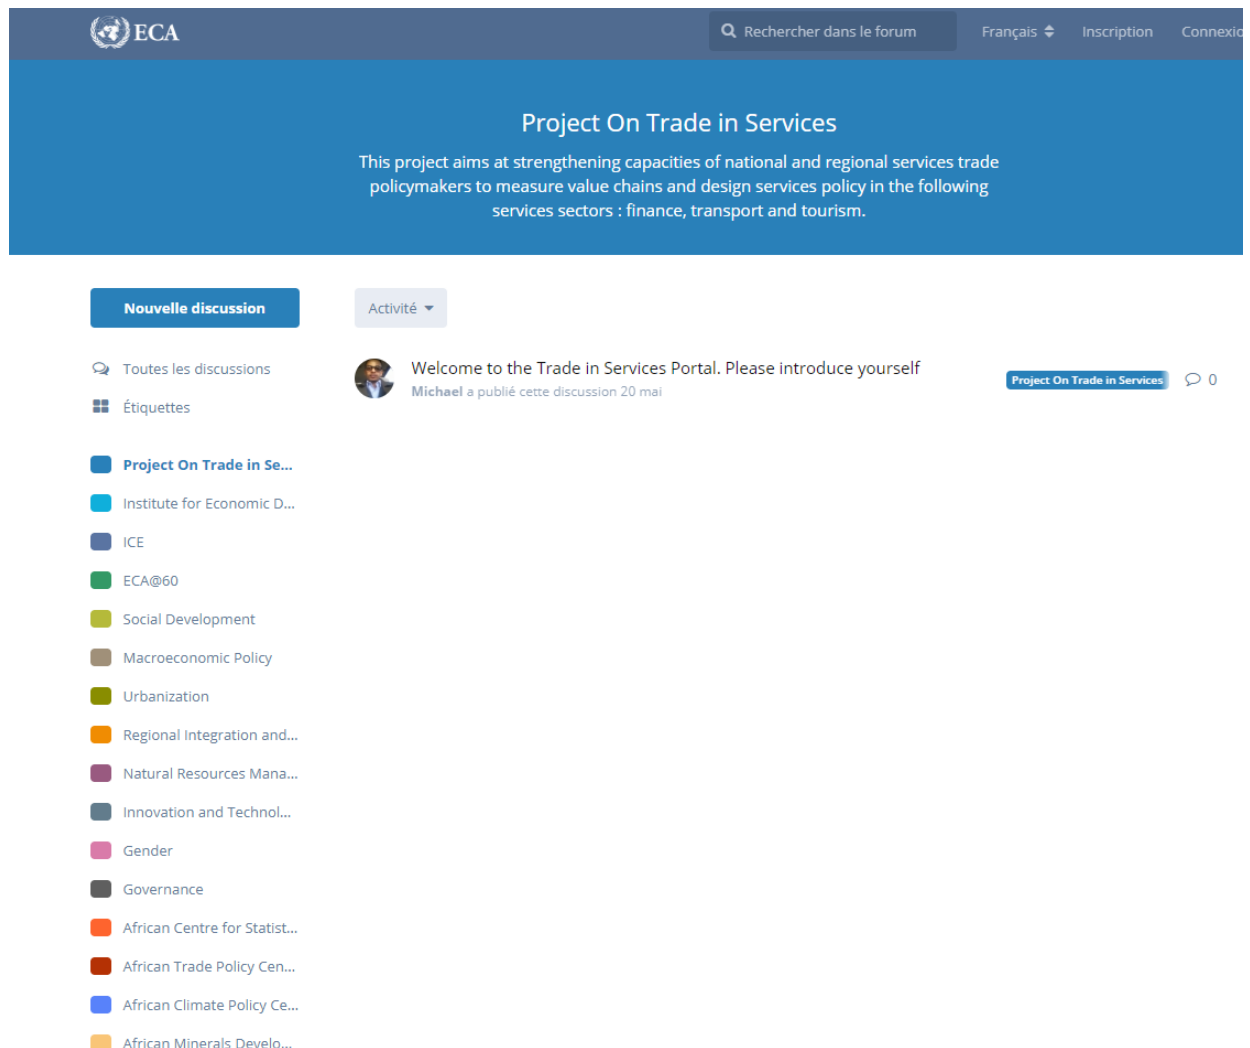 ECA
Rechercher dans le forum
Français
Inscription
Connexio
Project On Trade in Services
This project aims at strengthening capacities of national and regional services trade
policymakers to measure value chains and design services policy in the following
services sectors : finance, transport and tourism.
Nouvelle discussion
Activité
Toutes les discussions
Étiquettes
Welcome to the Trade in Services Portal. Please introduce yourself
Michael a publié cette discussion 20 mai
Project On Trade in Services
0
Project On Trade in Se...
Institute for Economic D...
ICE
ECA@60
Social Development
Macroeconomic Policy
Urbanization
Regional Integration and...
Natural Resources Mana...
Innovation and Technol...
Gender
Governance
African Centre for Statist...
African Trade Policy Cen...
African Climate Policy Ce...
African Minerals Develo...